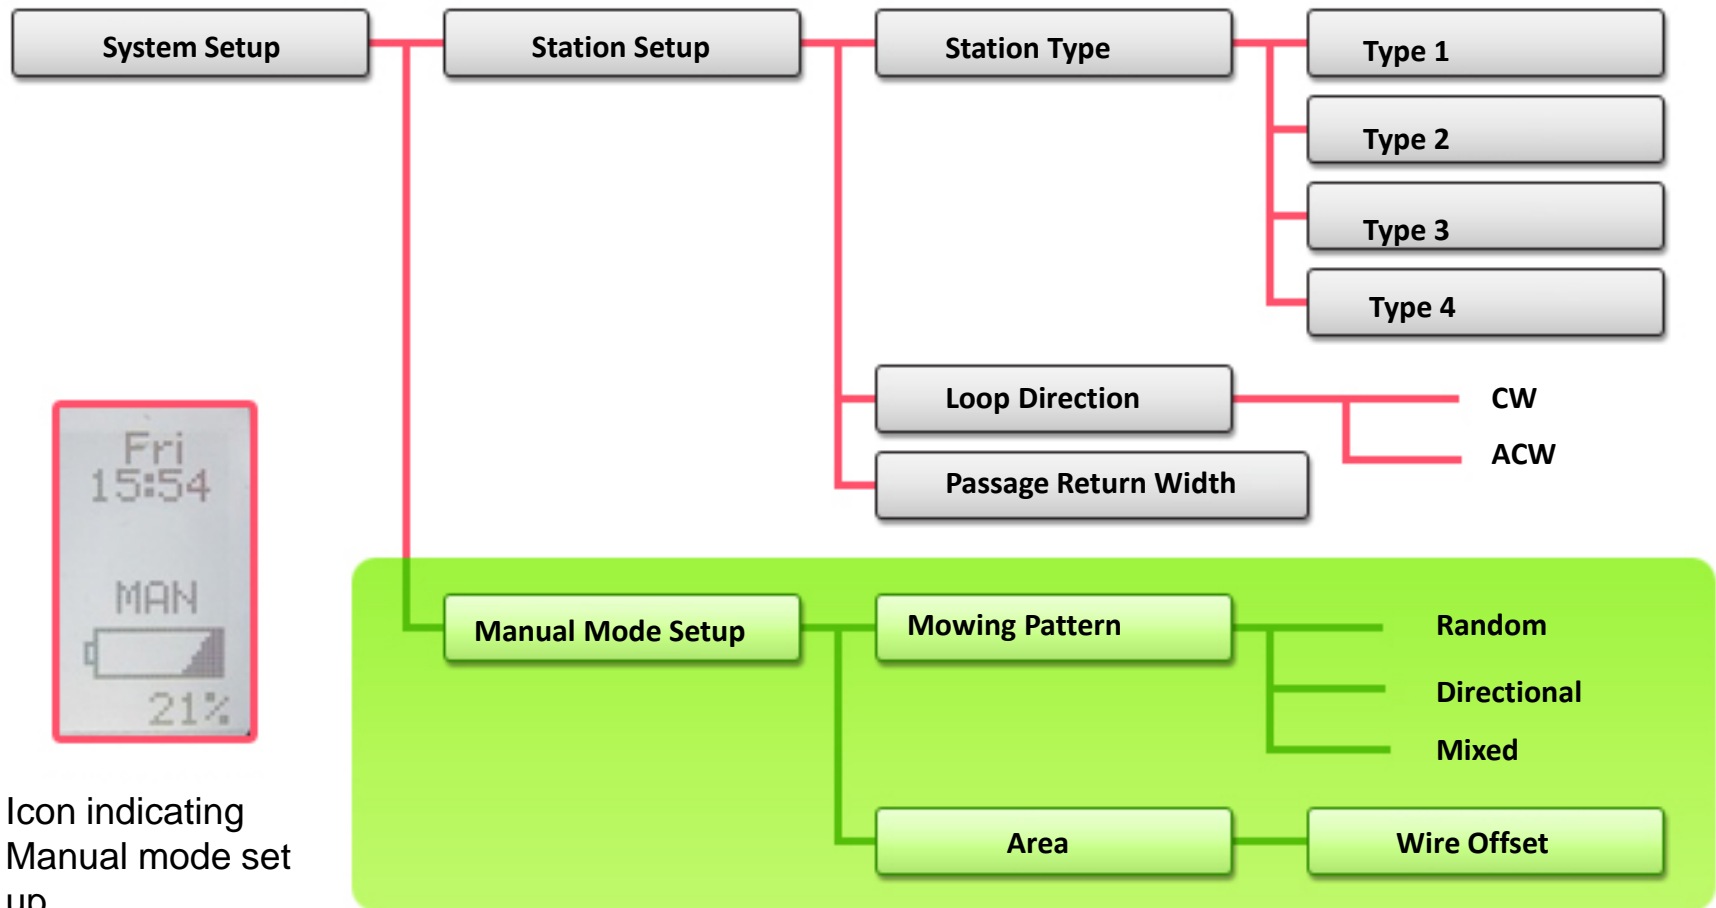 System Setup
Station Setup
Station Type
Type 1
Type 2
Type 3
Type 4
Loop Direction
CW
ACW
Passage Return Width
Fri
15:54
MAN
21%
Manual Mode Setup
Mowing Pattern
Random
Directional
Mixed
Area
Wire Offset
Icon indicating
Manual mode set
up